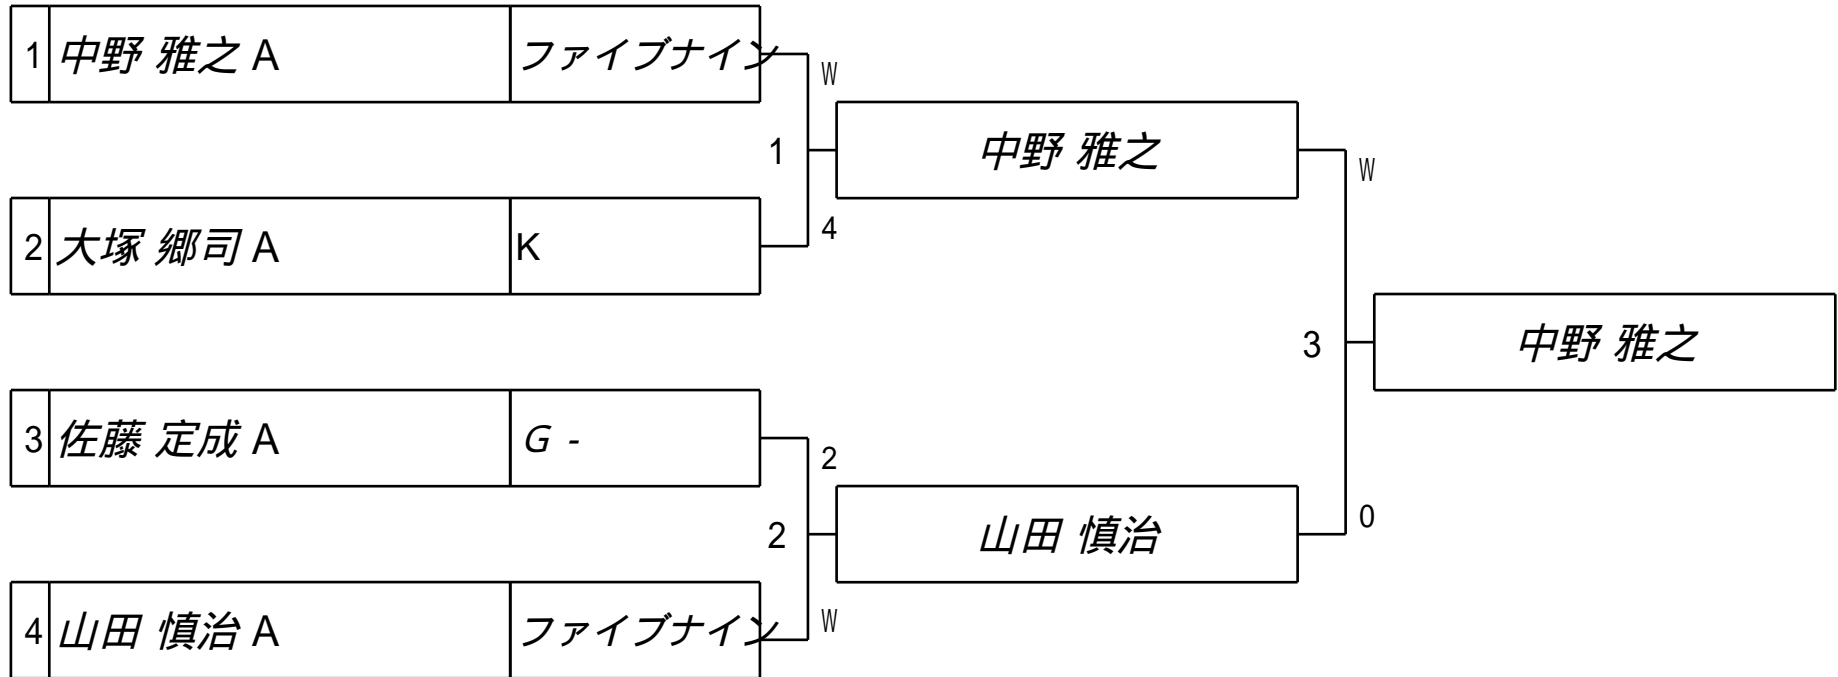 1 中野 雅之 A ファイブナイン
W
1 中野 雅之
W
2 大塚 郷司 A K
4
3 中野 雅之
3 佐藤 定成 A G -
2
2 山田 慎治
0
4 山田 慎治 A ファイブナイン
W